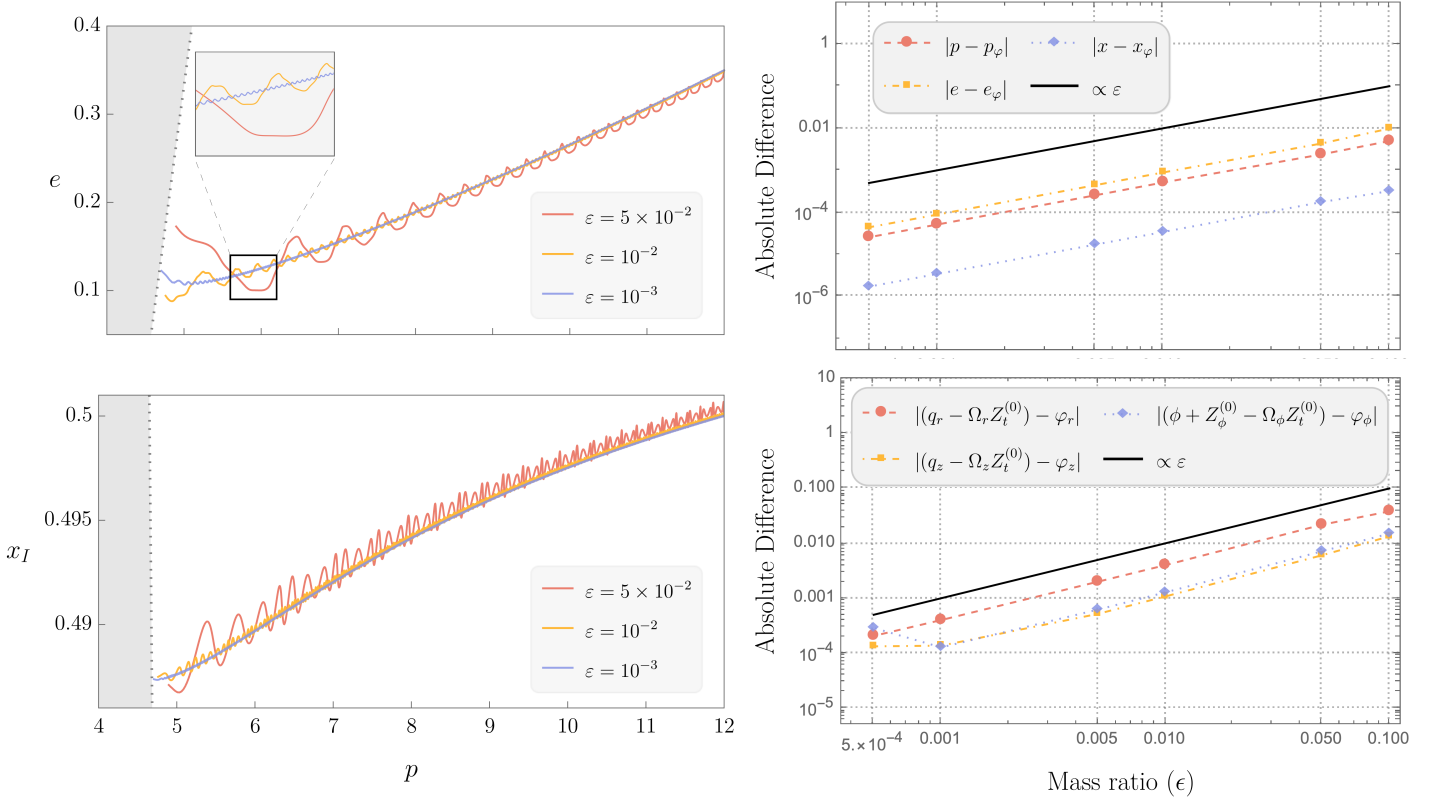 0.4
0.3
e
0.2
0.1
ε = 5 × 10⁻²
ε = 10⁻²
ε = 10⁻³
0.5
0.495
x_I
0.49
ε = 5 × 10⁻²
ε = 10⁻²
ε = 10⁻³
4 5 6 7 8 9 10 11 12
p
|p − p_φ| |x − x_φ|
|e − e_φ| ∝ ε
1
0.01
10⁻⁴
10⁻⁶
Absolute Difference
|(q_r − Ω_r Z_t^(0)) − φ_r| |(ϕ + Z_ϕ^(0) − Ω_ϕ Z_t^(0)) − φ_ϕ|
|(q_z − Ω_z Z_t^(0)) − φ_z| ∝ ε
10
1
0.100
0.010
0.001
10⁻⁴
10⁻⁵
Absolute Difference
5.×10⁻⁴ 0.001 0.005 0.010 0.050 0.100
Mass ratio (ϵ)